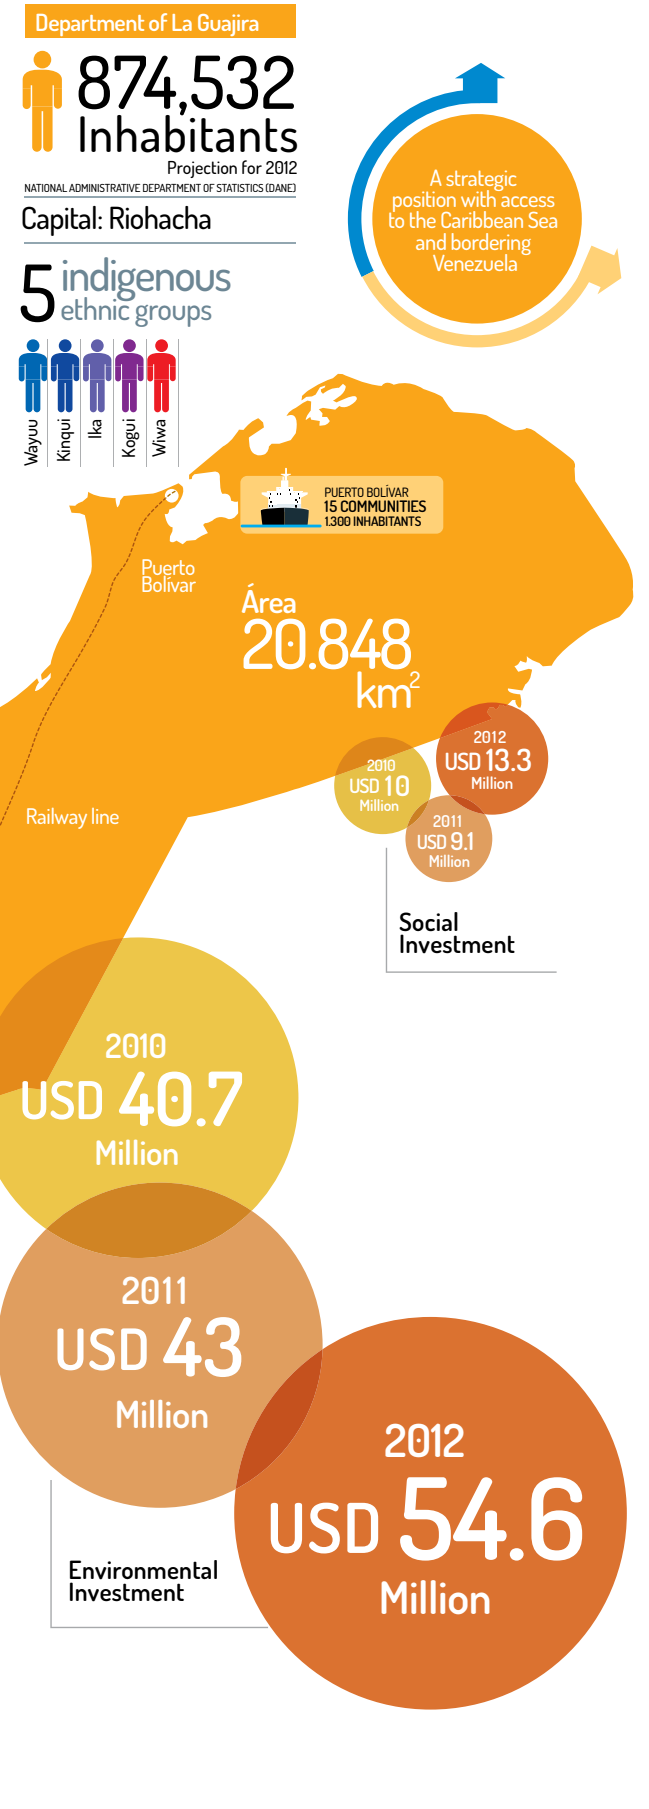 Department of La Guajira
874,532
Inhabitants
Projection for 2012
NATIONAL ADMINISTRATIVE DEPARTMENT OF STATISTICS (DANE)
Capital: Riohacha
5 indigenous
ethnic groups
Wayuu
Kinqui
Ika
Kogui
Wiwa
A strategic
position with access
to the Caribbean Sea
and bordering
Venezuela
PUERTO BOLÍVAR
15 COMMUNITIES
1.300 INHABITANTS
Puerto
Bolívar
Área
20.848
km²
Railway line
2010
USD 10
Million
2012
USD 13.3
Million
2011
USD 9.1
Million
Social
Investment
2010
USD 40.7
Million
2011
USD 43
Million
2012
USD 54.6
Million
Environmental
Investment